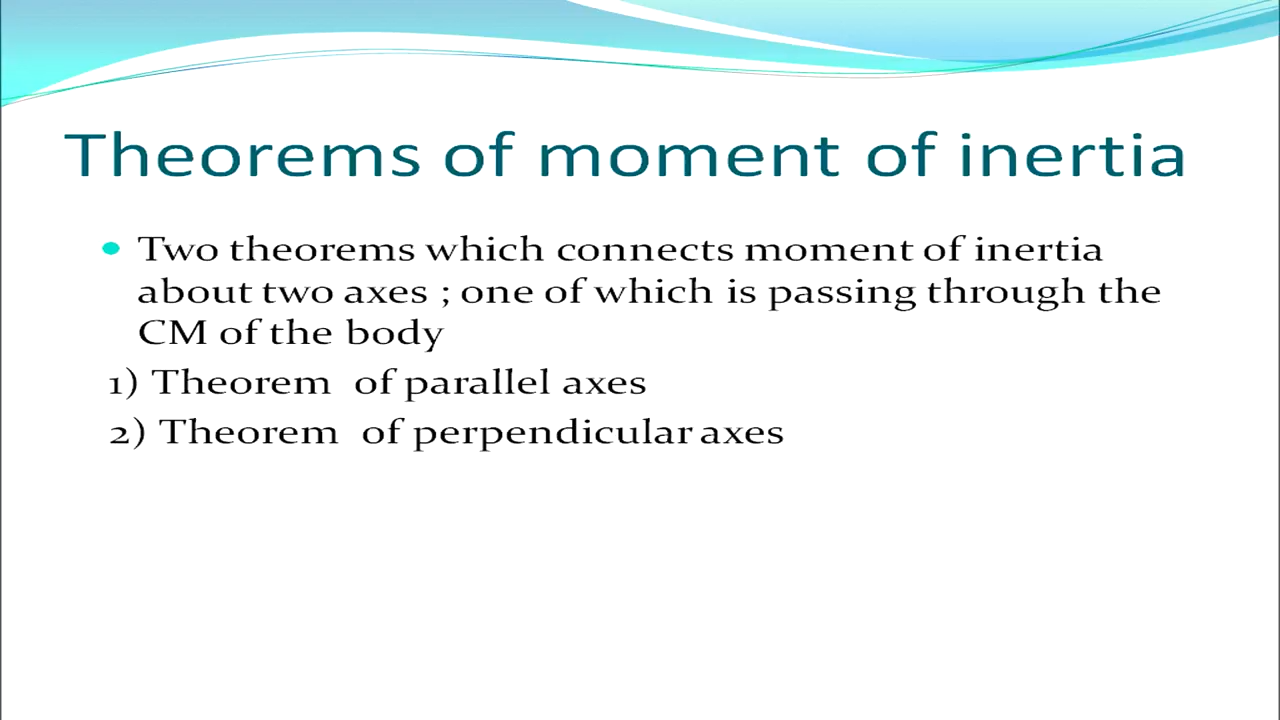 Theorems of moment of inertia
Two theorems which connects moment of inertia
about two axes ; one of which is passing through the
CM of the body
1) Theorem of parallel axes
2) Theorem of perpendicular axes